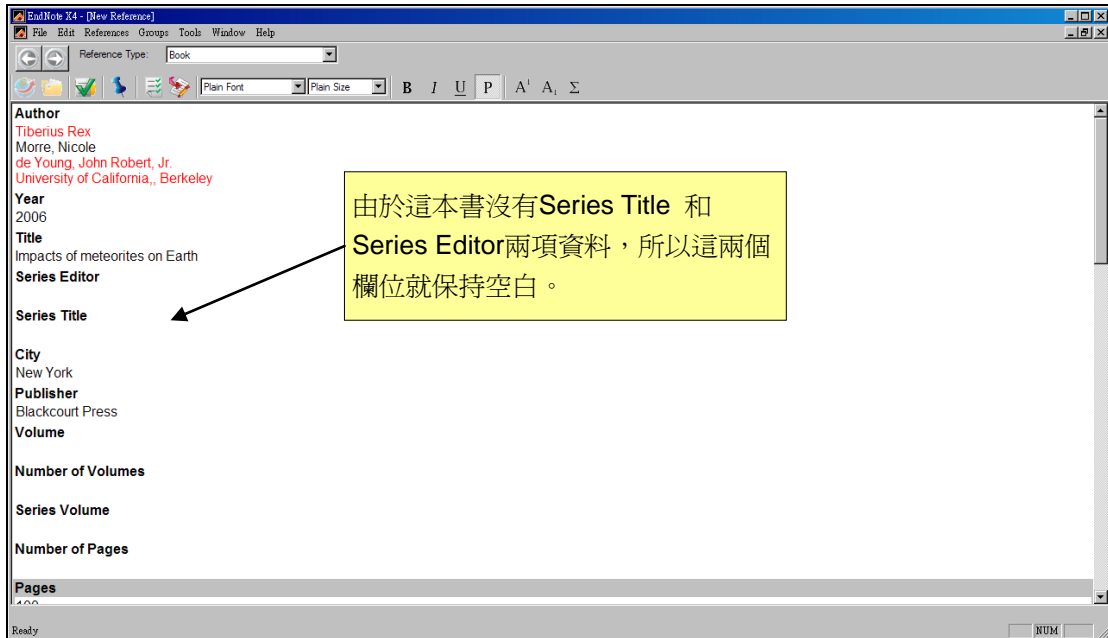 EndNote X4 - [New Reference]
File Edit References Groups Tools Window Help
Reference Type: Book
Plain Font Plain Size B I U P A¹ A₁ Σ
Author
Tiberius Rex
Morre, Nicole
de Young, John Robert, Jr.
University of California,, Berkeley
Year
2006
Title
Impacts of meteorites on Earth
Series Editor
Series Title
City
New York
Publisher
Blackcourt Press
Volume
Number of Volumes
Series Volume
Number of Pages
Pages
由於這本書沒有Series Title 和
Series Editor兩項資料，所以這兩個
欄位就保持空白。
Ready NUM